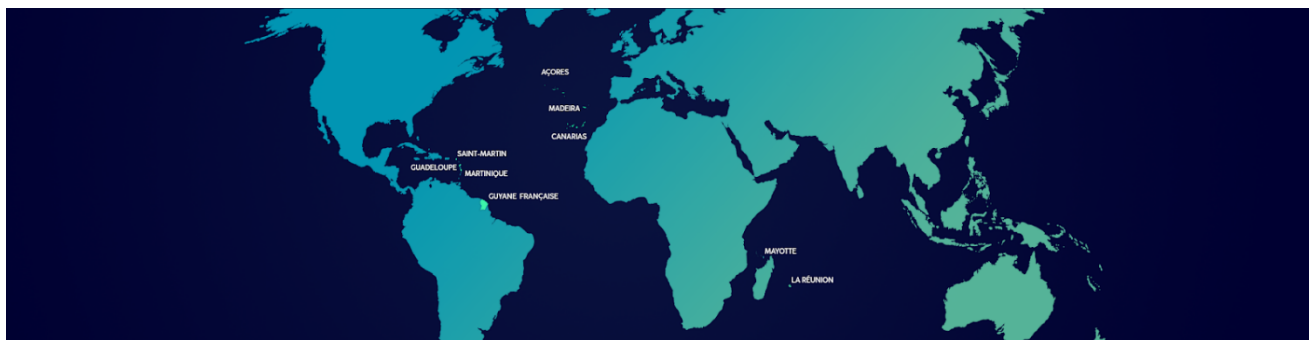 AÇORES
MADEIRA
CANARIAS
SAINT-MARTIN
GUADELOUPE
MARTINIQUE
GUYANE FRANÇAISE
MAYOTTE
LA RÉUNION